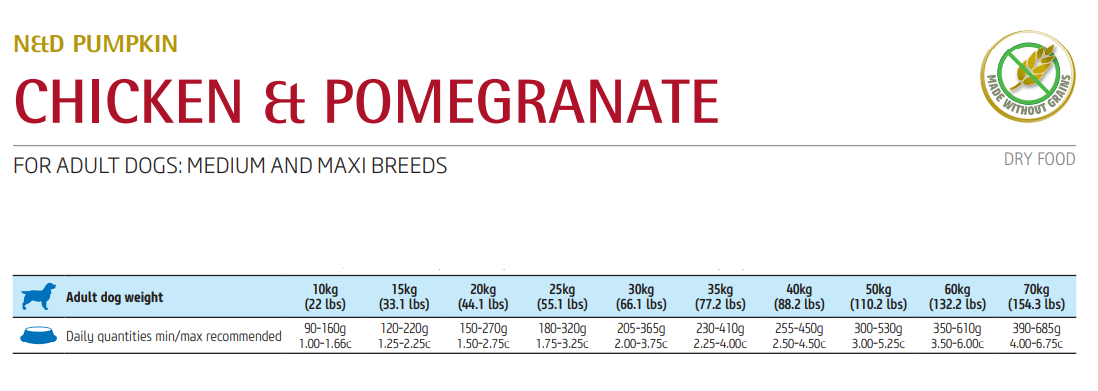 N&D PUMPKIN
CHICKEN & POMEGRANATE
MADE WITHOUT GRAINS
FOR ADULT DOGS: MEDIUM AND MAXI BREEDS
DRY FOOD
Adult dog weight 10kg (22 lbs) 15kg (33.1 lbs) 20kg (44.1 lbs) 25kg (55.1 lbs) 30kg (66.1 lbs) 35kg (77.2 lbs) 40kg (88.2 lbs) 50kg (110.2 lbs) 60kg (132.2 lbs) 70kg (154.3 lbs)
Daily quantities min/max recommended 90-160g 1.00-1.66c 120-220g 1.25-2.25c 150-270g 1.50-2.75c 180-320g 1.75-3.25c 205-365g 2.00-3.75c 230-410g 2.25-4.00c 255-450g 2.50-4.50c 300-530g 3.00-5.25c 350-610g 3.50-6.00c 390-685g 4.00-6.75c